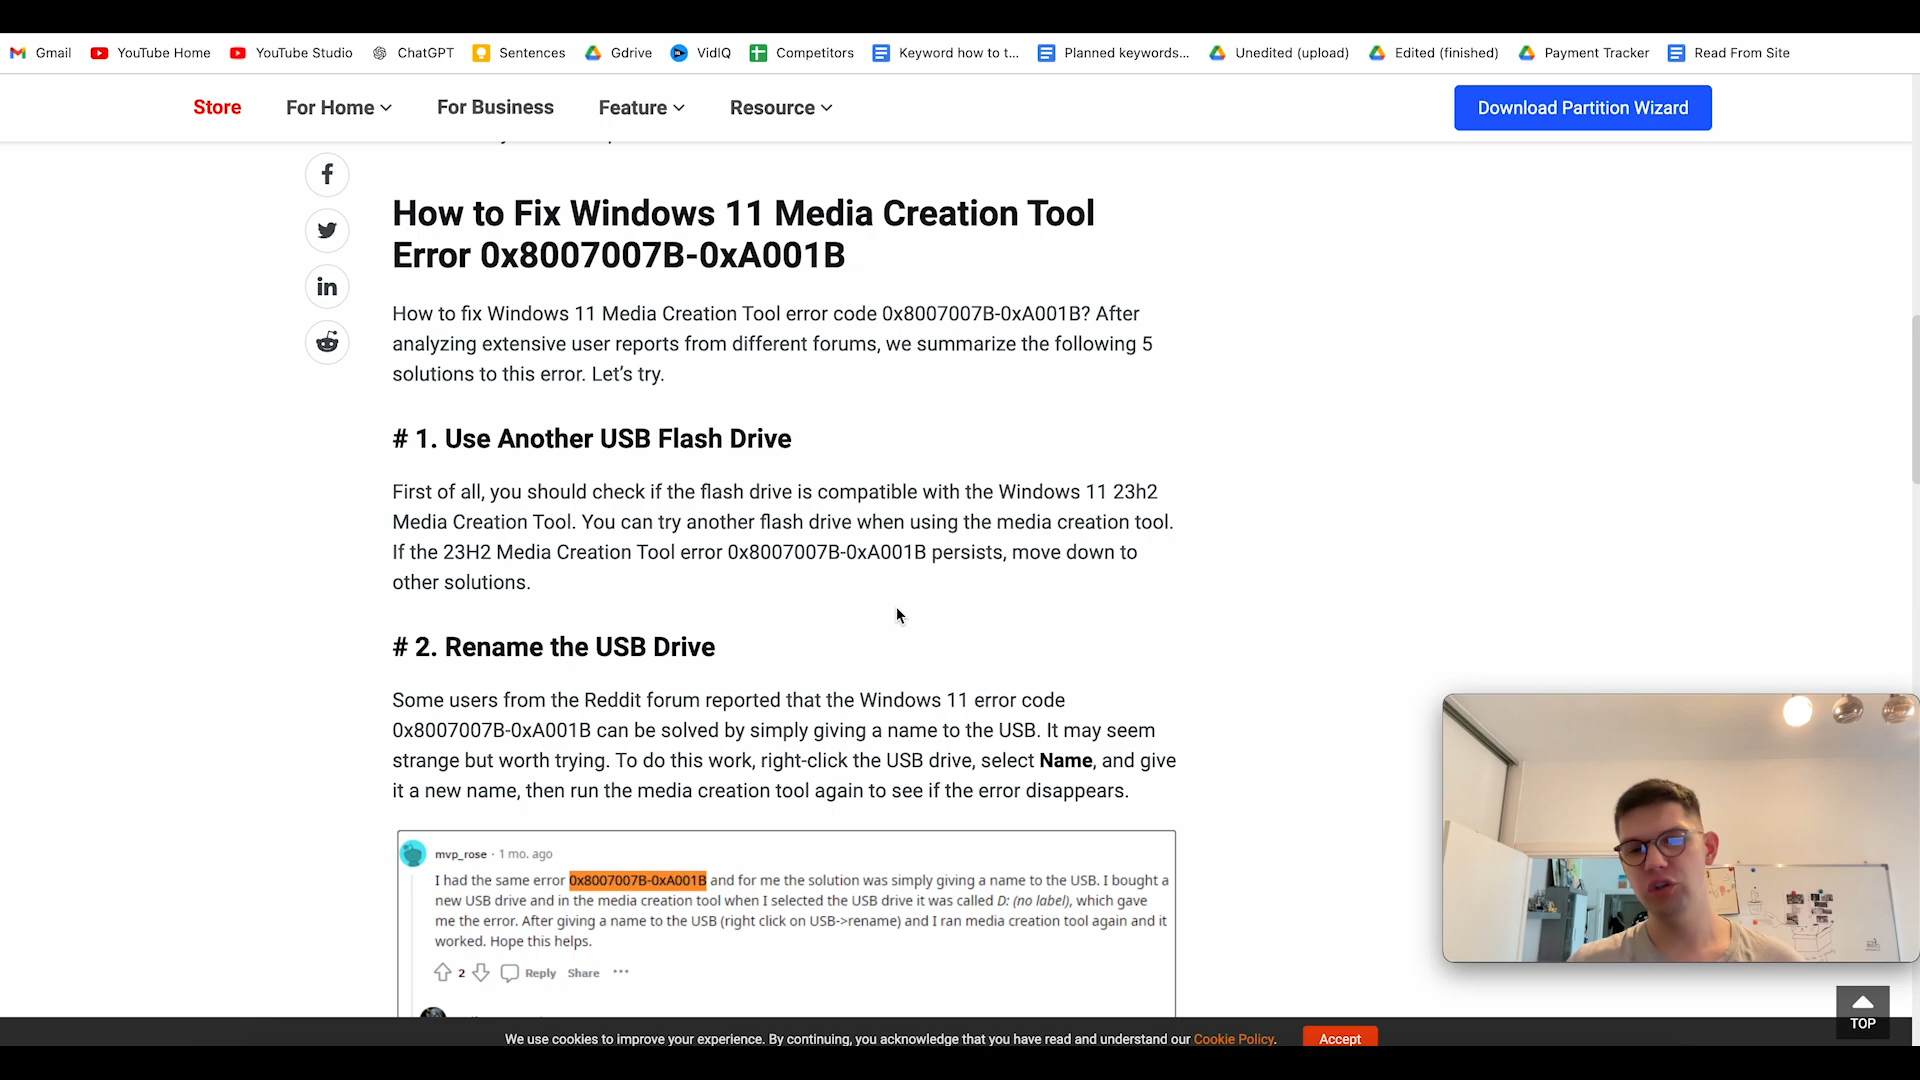 Gmail YouTube Home YouTube Studio ChatGPT Sentences Gdrive VidIQ Competitors Keyword how to t... Planned keywords... Unedited (upload) Edited (finished) Payment Tracker Read From Site
Store For Home For Business Feature Resource Download Partition Wizard
How to Fix Windows 11 Media Creation Tool
Error 0x8007007B-0xA001B
How to fix Windows 11 Media Creation Tool error code 0x8007007B-0xA001B? After
analyzing extensive user reports from different forums, we summarize the following 5
solutions to this error. Let’s try.
# 1. Use Another USB Flash Drive
First of all, you should check if the flash drive is compatible with the Windows 11 23h2
Media Creation Tool. You can try another flash drive when using the media creation tool.
If the 23H2 Media Creation Tool error 0x8007007B-0xA001B persists, move down to
other solutions.
# 2. Rename the USB Drive
Some users from the Reddit forum reported that the Windows 11 error code
0x8007007B-0xA001B can be solved by simply giving a name to the USB. It may seem
strange but worth trying. To do this work, right-click the USB drive, select Name, and give
it a new name, then run the media creation tool again to see if the error disappears.
mvp_rose · 1 mo. ago
I had the same error 0x8007007B-0xA001B and for me the solution was simply giving a name to the USB. I bought a
new USB drive and in the media creation tool when I selected the USB drive it was called D: (no label), which gave
me the error. After giving a name to the USB (right click on USB->rename) and I ran media creation tool again and it
worked. Hope this helps.
2 Reply Share ...
TOP
We use cookies to improve your experience. By continuing, you acknowledge that you have read and understand our Cookie Policy. Accept